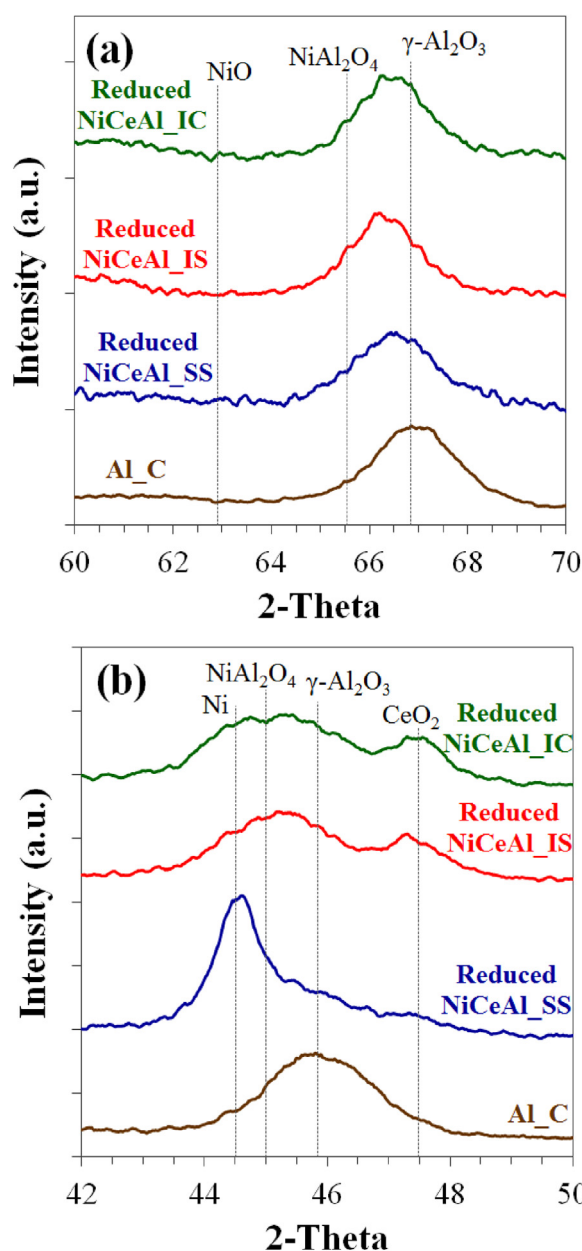 (a)
γ-Al₂O₃
NiAl₂O₄
NiO
Reduced
NiCeAl_IC
Reduced
NiCeAl_IS
Reduced
NiCeAl_SS
Al_C
Intensity (a.u.)
60 62 64 66 68 70
2-Theta
(b)
NiAl₂O₄
γ-Al₂O₃
Ni
CeO₂
Reduced
NiCeAl_IC
Reduced
NiCeAl_IS
Reduced
NiCeAl_SS
Al_C
Intensity (a.u.)
42 44 46 48 50
2-Theta